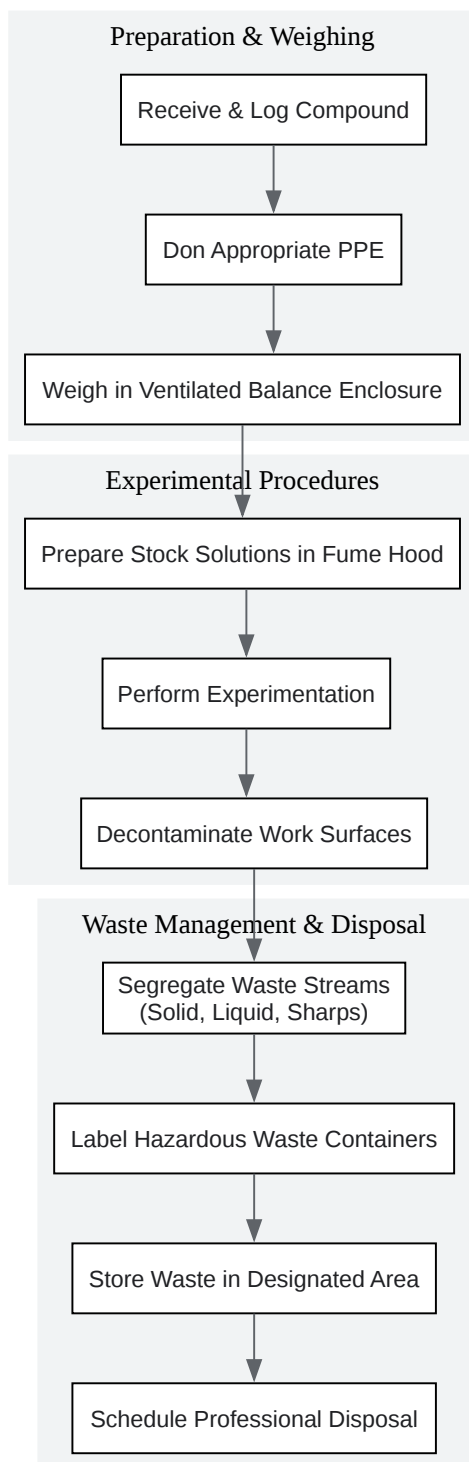 Preparation & Weighing
Receive & Log Compound
Don Appropriate PPE
Weigh in Ventilated Balance Enclosure
Experimental Procedures
Prepare Stock Solutions in Fume Hood
Perform Experimentation
Decontaminate Work Surfaces
Waste Management & Disposal
Segregate Waste Streams
(Solid, Liquid, Sharps)
Label Hazardous Waste Containers
Store Waste in Designated Area
Schedule Professional Disposal